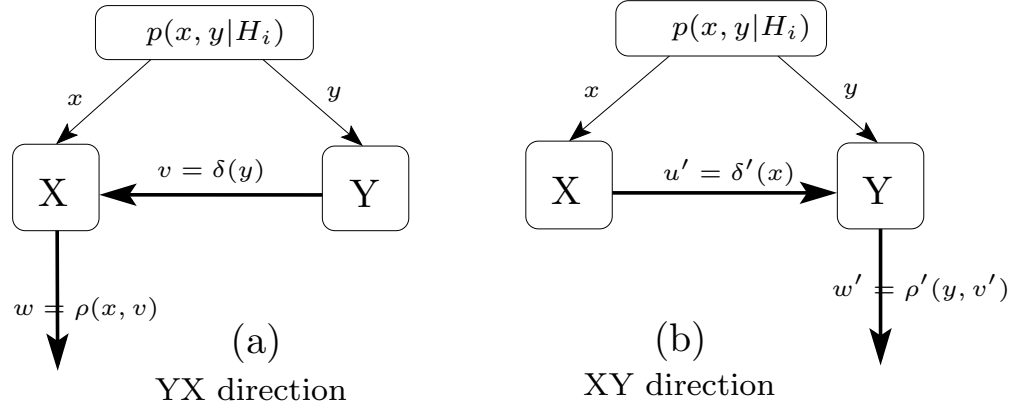 p(x, y|H_i)
x
y
v = δ(y)
X
Y
w = ρ(x, v)
(a)
YX direction
p(x, y|H_i)
x
y
u′ = δ′(x)
X
Y
w′ = ρ′(y, v′)
(b)
XY direction